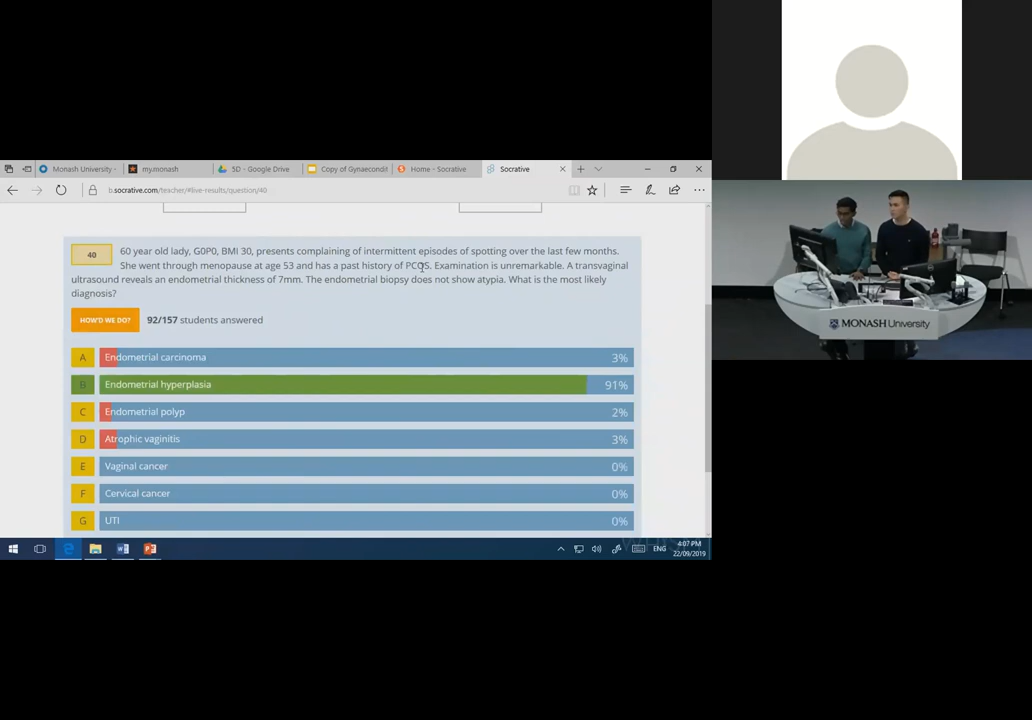 Monash University -
my.monash
5D - Google Drive
Copy of Gynaecondit
Home - Socrative
Socrative
b.socrative.com/teacher/#live-results/question/40
40
60 year old lady, G0P0, BMI 30, presents complaining of intermittent episodes of spotting over the last few months.
She went through menopause at age 53 and has a past history of PCOS. Examination is unremarkable. A transvaginal
ultrasound reveals an endometrial thickness of 7mm. The endometrial biopsy does not show atypia. What is the most likely
diagnosis?
HOW'D WE DO?
92/157 students answered
A Endometrial carcinoma 3%
B Endometrial hyperplasia 91%
C Endometrial polyp 2%
D Atrophic vaginitis 3%
E Vaginal cancer 0%
F Cervical cancer 0%
G UTI 0%
ENG
4:07 PM
22/09/2019
MONASH University